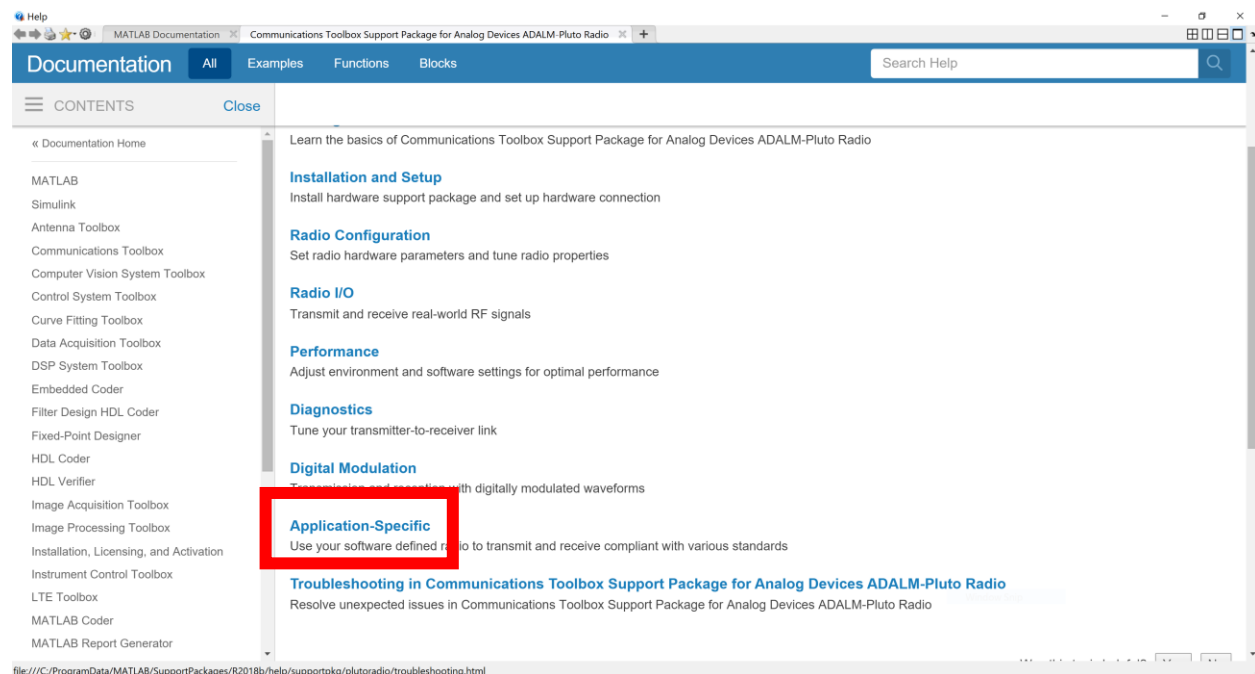 Help
MATLAB Documentation Communications Toolbox Support Package for Analog Devices ADALM-Pluto Radio
Documentation All Examples Functions Blocks Search Help
CONTENTS Close
« Documentation Home
MATLAB
Simulink
Antenna Toolbox
Communications Toolbox
Computer Vision System Toolbox
Control System Toolbox
Curve Fitting Toolbox
Data Acquisition Toolbox
DSP System Toolbox
Embedded Coder
Filter Design HDL Coder
Fixed-Point Designer
HDL Coder
HDL Verifier
Image Acquisition Toolbox
Image Processing Toolbox
Installation, Licensing, and Activation
Instrument Control Toolbox
LTE Toolbox
MATLAB Coder
MATLAB Report Generator
Learn the basics of Communications Toolbox Support Package for Analog Devices ADALM-Pluto Radio
Installation and Setup
Install hardware support package and set up hardware connection
Radio Configuration
Set radio hardware parameters and tune radio properties
Radio I/O
Transmit and receive real-world RF signals
Performance
Adjust environment and software settings for optimal performance
Diagnostics
Tune your transmitter-to-receiver link
Digital Modulation
Transmission and reception with digitally modulated waveforms
Application-Specific
Use your software defined radio to transmit and receive compliant with various standards
Troubleshooting in Communications Toolbox Support Package for Analog Devices ADALM-Pluto Radio
Resolve unexpected issues in Communications Toolbox Support Package for Analog Devices ADALM-Pluto Radio
file:///C:/ProgramData/MATLAB/SupportPackages/R2018b/help/supportpkg/plutoradio/troubleshooting.html